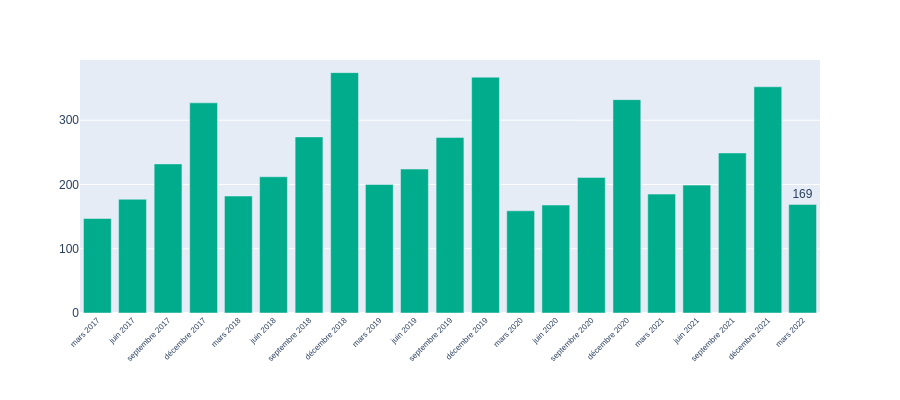 300
200
100
0
169
mars 2017
juin 2017
septembre 2017
décembre 2017
mars 2018
juin 2018
septembre 2018
décembre 2018
mars 2019
juin 2019
septembre 2019
décembre 2019
mars 2020
juin 2020
septembre 2020
décembre 2020
mars 2021
juin 2021
septembre 2021
décembre 2021
mars 2022